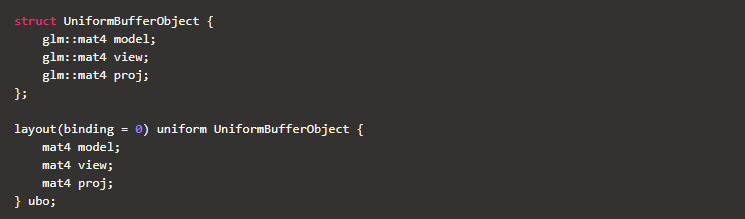 struct UniformBufferObject {
    glm::mat4 model;
    glm::mat4 view;
    glm::mat4 proj;
};

layout(binding = 0) uniform UniformBufferObject {
    mat4 model;
    mat4 view;
    mat4 proj;
} ubo;